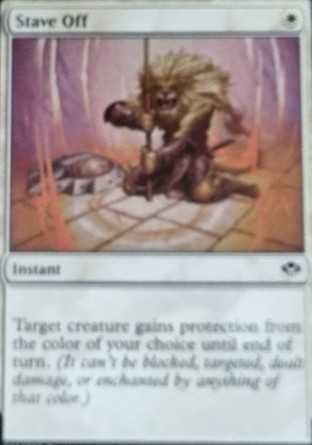 Stave Off
Instant
Target creature gains protection from
the color of your choice until end of
turn. (It can't be blocked, targeted, dealt
damage, or enchanted by anything of
that color.)